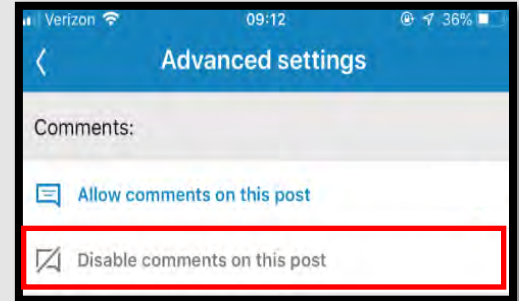 Verizon 09:12 36%
Advanced settings
Comments:
Allow comments on this post
Disable comments on this post